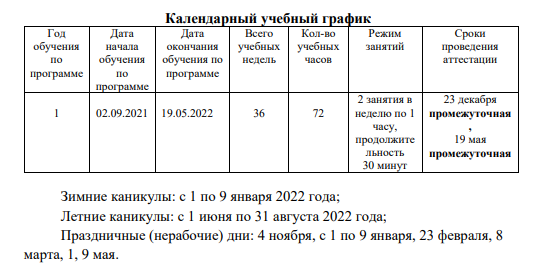 Календарный учебный график
Год обучения по программе
Дата начала обучения по программе
Дата окончания обучения по программе
Всего учебных недель
Кол-во учебных часов
Режим занятий
Сроки проведения аттестации
1
02.09.2021
19.05.2022
36
72
2 занятия в неделю по 1 часу, продолжите льность 30 минут
23 декабря промежуточная , 19 мая промежуточная
Зимние каникулы: с 1 по 9 января 2022 года;
Летние каникулы: с 1 июня по 31 августа 2022 года;
Праздничные (нерабочие) дни: 4 ноября, с 1 по 9 января, 23 февраля, 8
марта, 1, 9 мая.